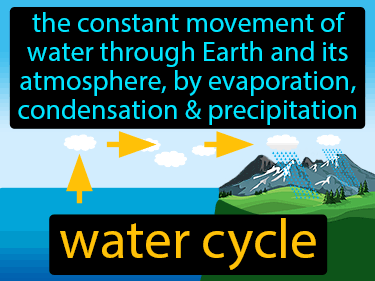 the constant movement of
water through Earth and its
atmosphere, by evaporation,
condensation & precipitation
water cycle